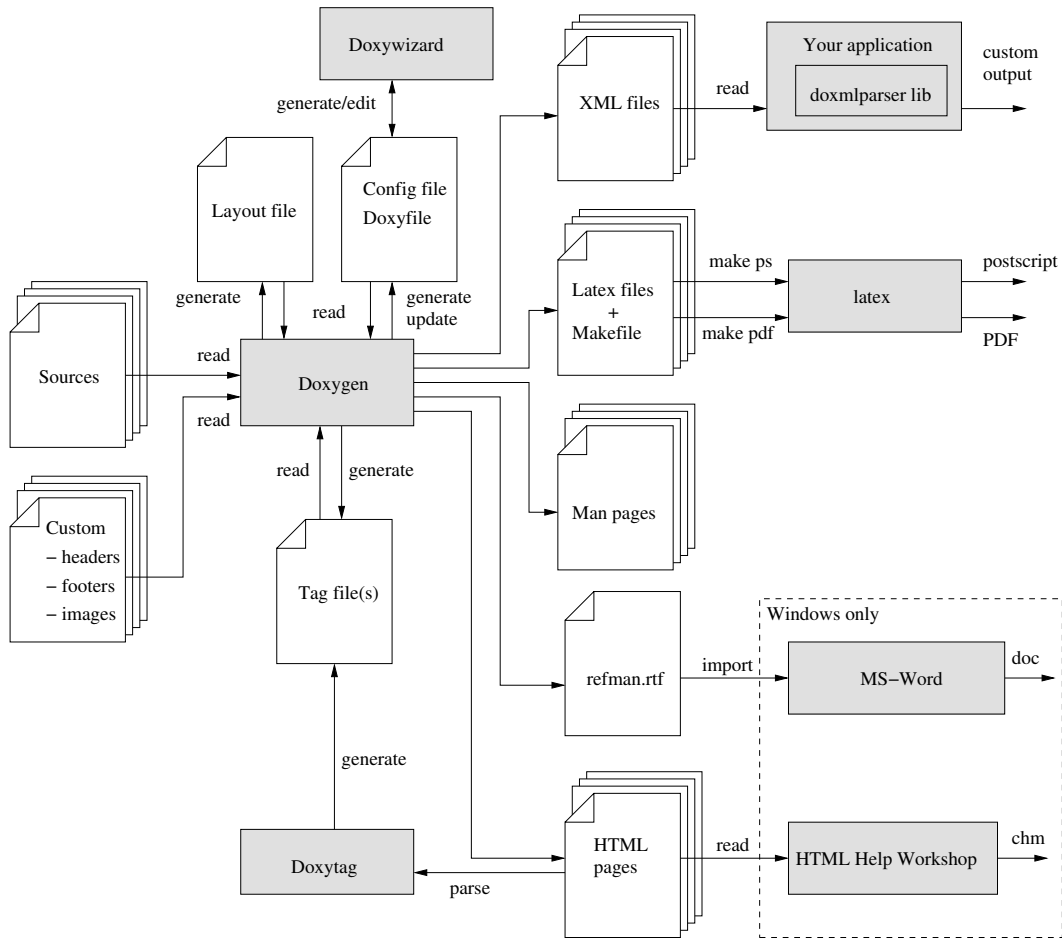 Doxywizard
Your application
doxmlparser lib
custom
output
XML files
read
generate/edit
Layout file
Config file
Doxyfile
generate
read
generate
update
Latex files
+
Makefile
make ps
make pdf
latex
postscript
PDF
Sources
read
read
Doxygen
Custom
− headers
− footers
− images
read
generate
Tag file(s)
Man pages
Windows only
refman.rtf
import
MS−Word
doc
generate
Doxytag
parse
HTML
pages
read
HTML Help Workshop
chm